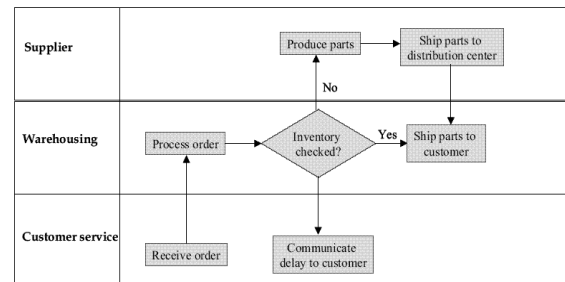 Supplier
Produce parts
Ship parts to
distribution center
No
Warehousing
Process order
Inventory
checked?
Yes
Ship parts to
customer
Customer service
Receive order
Communicate
delay to customer